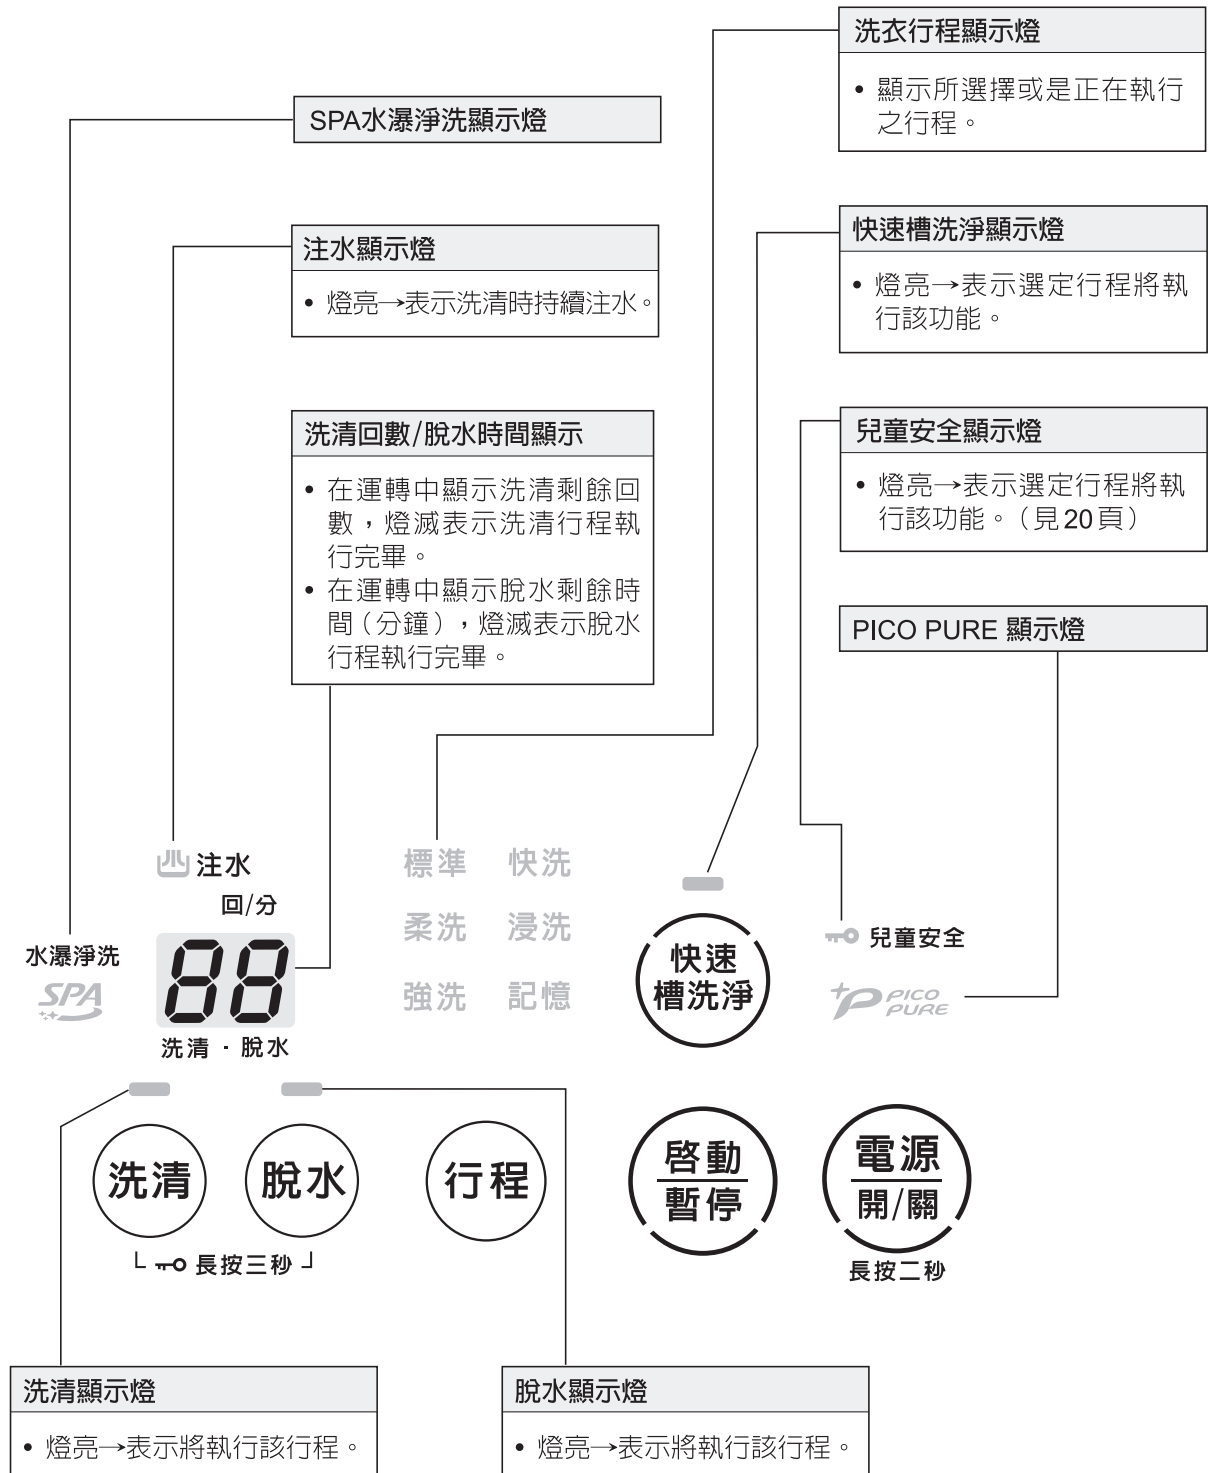 洗衣行程顯示燈
• 顯示所選擇或是正在執行
之行程。
SPA水瀑淨洗顯示燈
快速槽洗淨顯示燈
• 燈亮→表示選定行程將執
行該功能。
注水顯示燈
• 燈亮→表示洗清時持續注水。
兒童安全顯示燈
• 燈亮→表示選定行程將執
行該功能。(見20頁)
洗清回數/脫水時間顯示
• 在運轉中顯示洗清剩餘回
數，燈滅表示洗清行程執
行完畢。
• 在運轉中顯示脫水剩餘時
間(分鐘)，燈滅表示脫水
行程執行完畢。
PICO PURE 顯示燈
注水
回/分
水瀑淨洗
SPA
88
洗清・脫水
標準 快洗
柔洗 浸洗
強洗 記憶
快速
槽洗淨
兒童安全
PICO
PURE
洗清
脫水
行程
啓動
暫停
電源
開/關
長按三秒
長按二秒
洗清顯示燈
• 燈亮→表示將執行該行程。
脫水顯示燈
• 燈亮→表示將執行該行程。